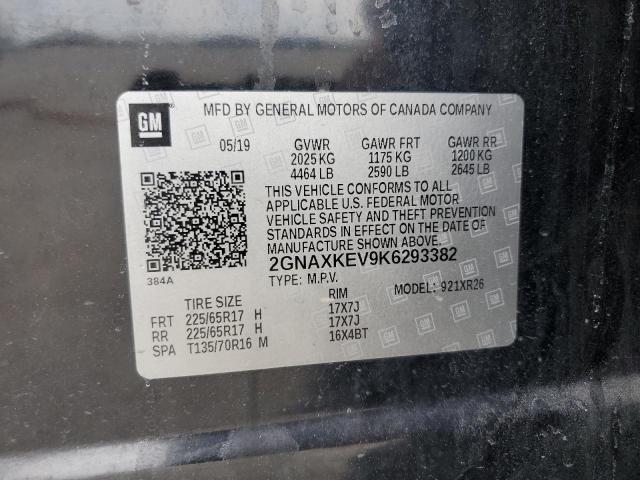 GM
MFD BY GENERAL MOTORS OF CANADA COMPANY
05/19 GVWR GAWR FRT GAWR RR
2025 KG 1175 KG 1200 KG
4464 LB 2590 LB 2645 LB
THIS VEHICLE CONFORMS TO ALL
APPLICABLE U.S. FEDERAL MOTOR
VEHICLE SAFETY AND THEFT PREVENTION
STANDARDS IN EFFECT ON THE DATE
OF MANUFACTURE SHOWN ABOVE.
384A
2GNAXKEV9K6293382
TYPE: M.P.V. MODEL: 921XR26
TIRE SIZE RIM
FRT 225/65R17 H 17X7J
RR 225/65R17 H 17X7J
SPA T135/70R16 M 16X4BT